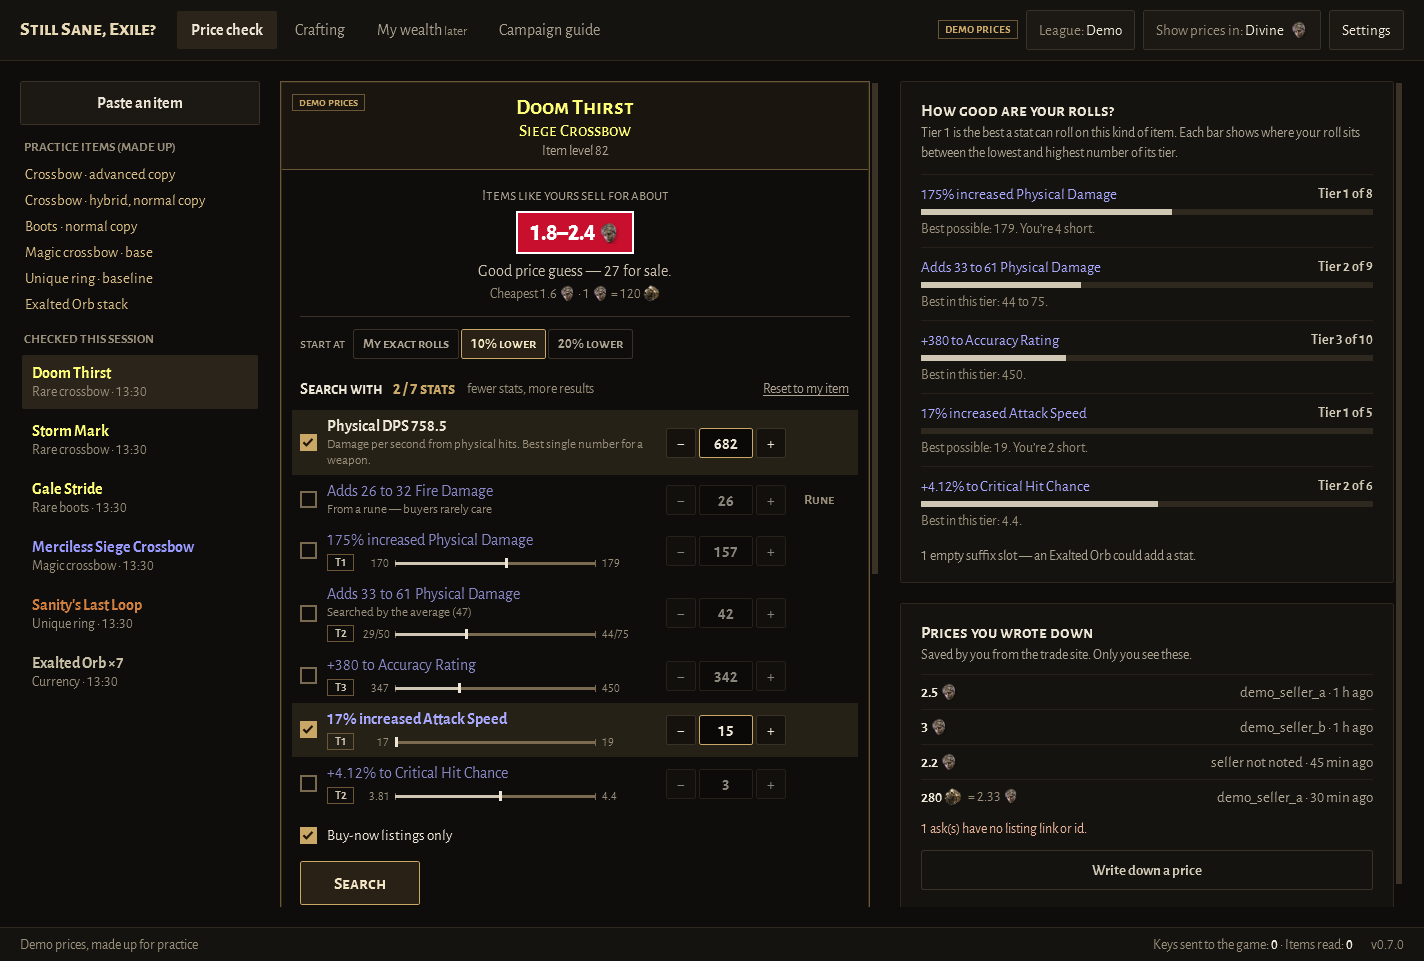 Still Sane, Exile?
Price check
Crafting
My wealth later
Campaign guide
DEMO PRICES
League: Demo
Show prices in: Divine
Settings
Paste an item
PRACTICE ITEMS (MADE UP)
Crossbow · advanced copy
Crossbow · hybrid, normal copy
Boots · normal copy
Magic crossbow · base
Unique ring · baseline
Exalted Orb stack
CHECKED THIS SESSION
Doom Thirst
Rare crossbow · 13:30
Storm Mark
Rare crossbow · 13:30
Gale Stride
Rare boots · 13:30
Merciless Siege Crossbow
Magic crossbow · 13:30
Sanity's Last Loop
Unique ring · 13:30
Exalted Orb ×7
Currency · 13:30
DEMO PRICES
Doom Thirst
Siege Crossbow
Item level 82
Items like yours sell for about
1.8–2.4
Good price guess — 27 for sale.
Cheapest 1.6 · 1 = 120
START AT
My exact rolls
10% lower
20% lower
Search with 2 / 7 stats fewer stats, more results
Reset to my item
Physical DPS 758.5
Damage per second from physical hits. Best single number for a
weapon.
− 682 +
Adds 26 to 32 Fire Damage
From a rune — buyers rarely care
− 26 + Rune
175% increased Physical Damage
T1 170 179
− 157 +
Adds 33 to 61 Physical Damage
Searched by the average (47)
T2 29/50 44/75
− 42 +
+380 to Accuracy Rating
T3 347 450
− 342 +
17% increased Attack Speed
T1 17 19
− 15 +
+4.12% to Critical Hit Chance
T2 3.81 4.4
− 3 +
Buy-now listings only
Search
How good are your rolls?
Tier 1 is the best a stat can roll on this kind of item. Each bar shows where your roll sits
between the lowest and highest number of its tier.
175% increased Physical Damage Tier 1 of 8
Best possible: 179. You're 4 short.
Adds 33 to 61 Physical Damage Tier 2 of 9
Best in this tier: 44 to 75.
+380 to Accuracy Rating Tier 3 of 10
Best in this tier: 450.
17% increased Attack Speed Tier 1 of 5
Best possible: 19. You're 2 short.
+4.12% to Critical Hit Chance Tier 2 of 6
Best in this tier: 4.4.
1 empty suffix slot — an Exalted Orb could add a stat.
Prices you wrote down
Saved by you from the trade site. Only you see these.
2.5 demo_seller_a · 1 h ago
3 demo_seller_b · 1 h ago
2.2 seller not noted · 45 min ago
280 = 2.33 demo_seller_a · 30 min ago
1 ask(s) have no listing link or id.
Write down a price
Demo prices, made up for practice
Keys sent to the game: 0 · Items read: 0
v0.7.0